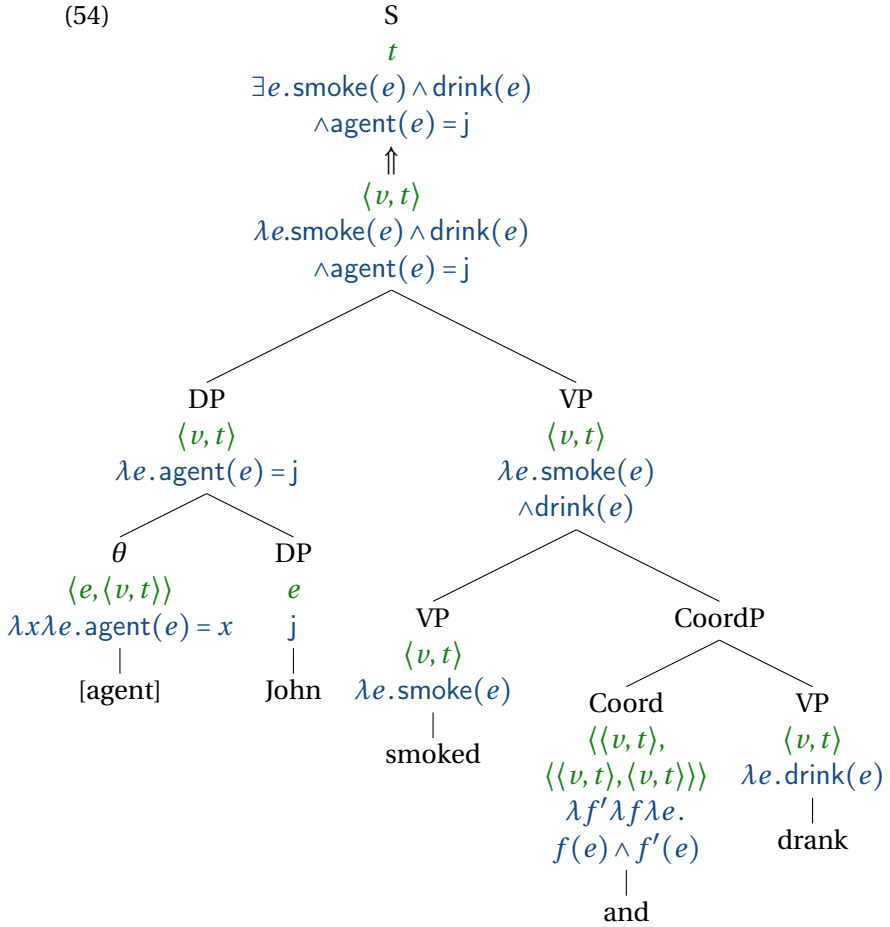 (54)
S
t
∃e.smoke(e) ∧ drink(e)
∧agent(e) = j
⇑
⟨v, t⟩
λe.smoke(e) ∧ drink(e)
∧agent(e) = j
DP
⟨v, t⟩
λe.agent(e) = j
VP
⟨v, t⟩
λe.smoke(e)
∧drink(e)
θ
⟨e,⟨v, t⟩⟩
λxλe.agent(e) = x
[agent]
DP
e
j
John
VP
⟨v, t⟩
λe.smoke(e)
smoked
CoordP
Coord
⟨⟨v, t⟩,
⟨⟨v, t⟩,⟨v, t⟩⟩⟩
λf′λfλe.
f(e) ∧ f′(e)
and
VP
⟨v, t⟩
λe.drink(e)
drank